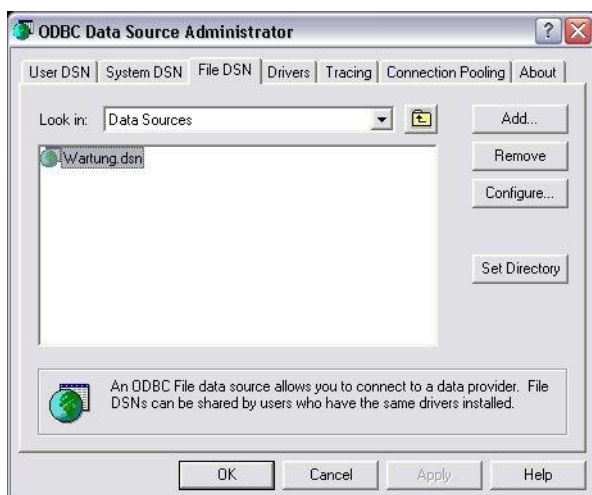 ODBC Data Source Administrator
User DSN System DSN File DSN Drivers Tracing Connection Pooling About
Look in: Data Sources
Add...
Wartung.dsn
Remove
Configure...
Set Directory
An ODBC File data source allows you to connect to a data provider. File
DSNs can be shared by users who have the same drivers installed.
OK Cancel Apply Help